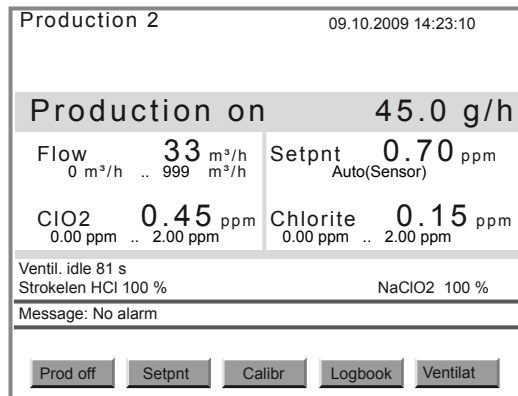 Production 2 09.10.2009 14:23:10
Production on 45.0 g/h
Flow 33 m³/h Setpnt 0.70 ppm
0 m³/h .. 999 m³/h Auto(Sensor)
ClO2 0.45 ppm Chlorite 0.15 ppm
0.00 ppm .. 2.00 ppm 0.00 ppm .. 2.00 ppm
Ventil. idle 81 s
Strokelen HCl 100 % NaClO2 100 %
Message: No alarm
Prod off Setpnt Calibr Logbook Ventilat